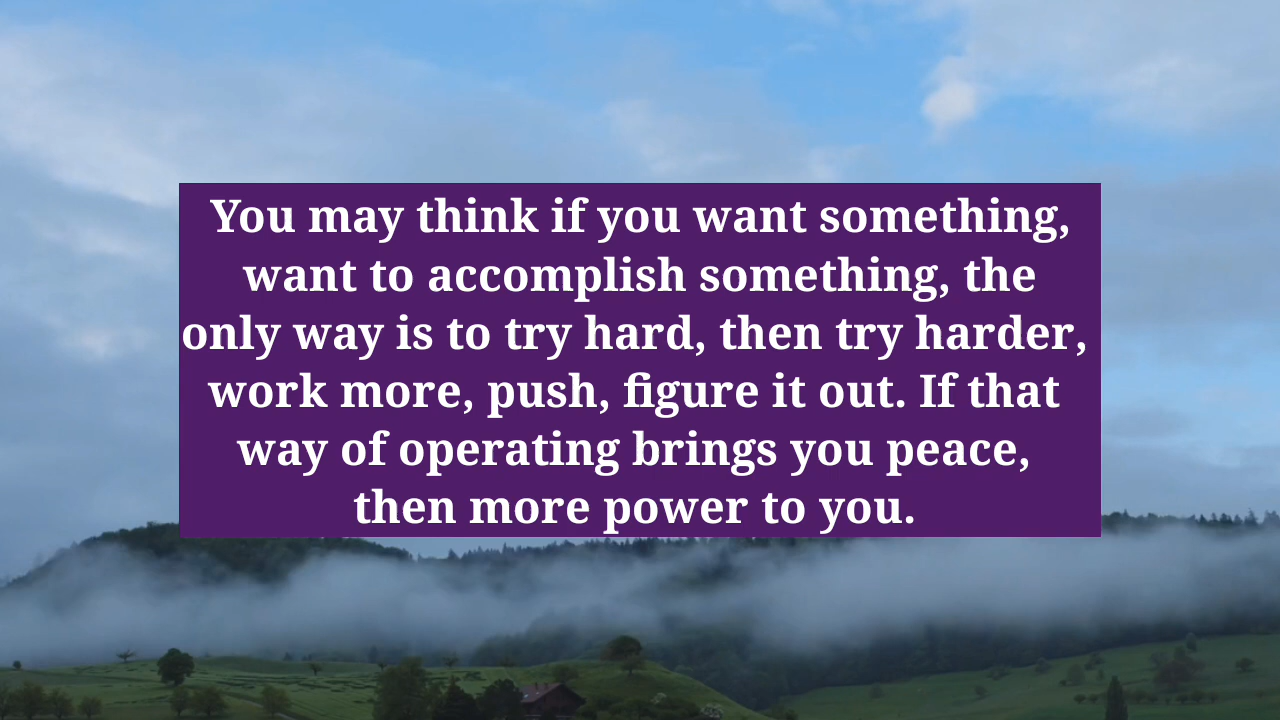 You may think if you want something,
want to accomplish something, the
only way is to try hard, then try harder,
work more, push, figure it out. If that
way of operating brings you peace,
then more power to you.